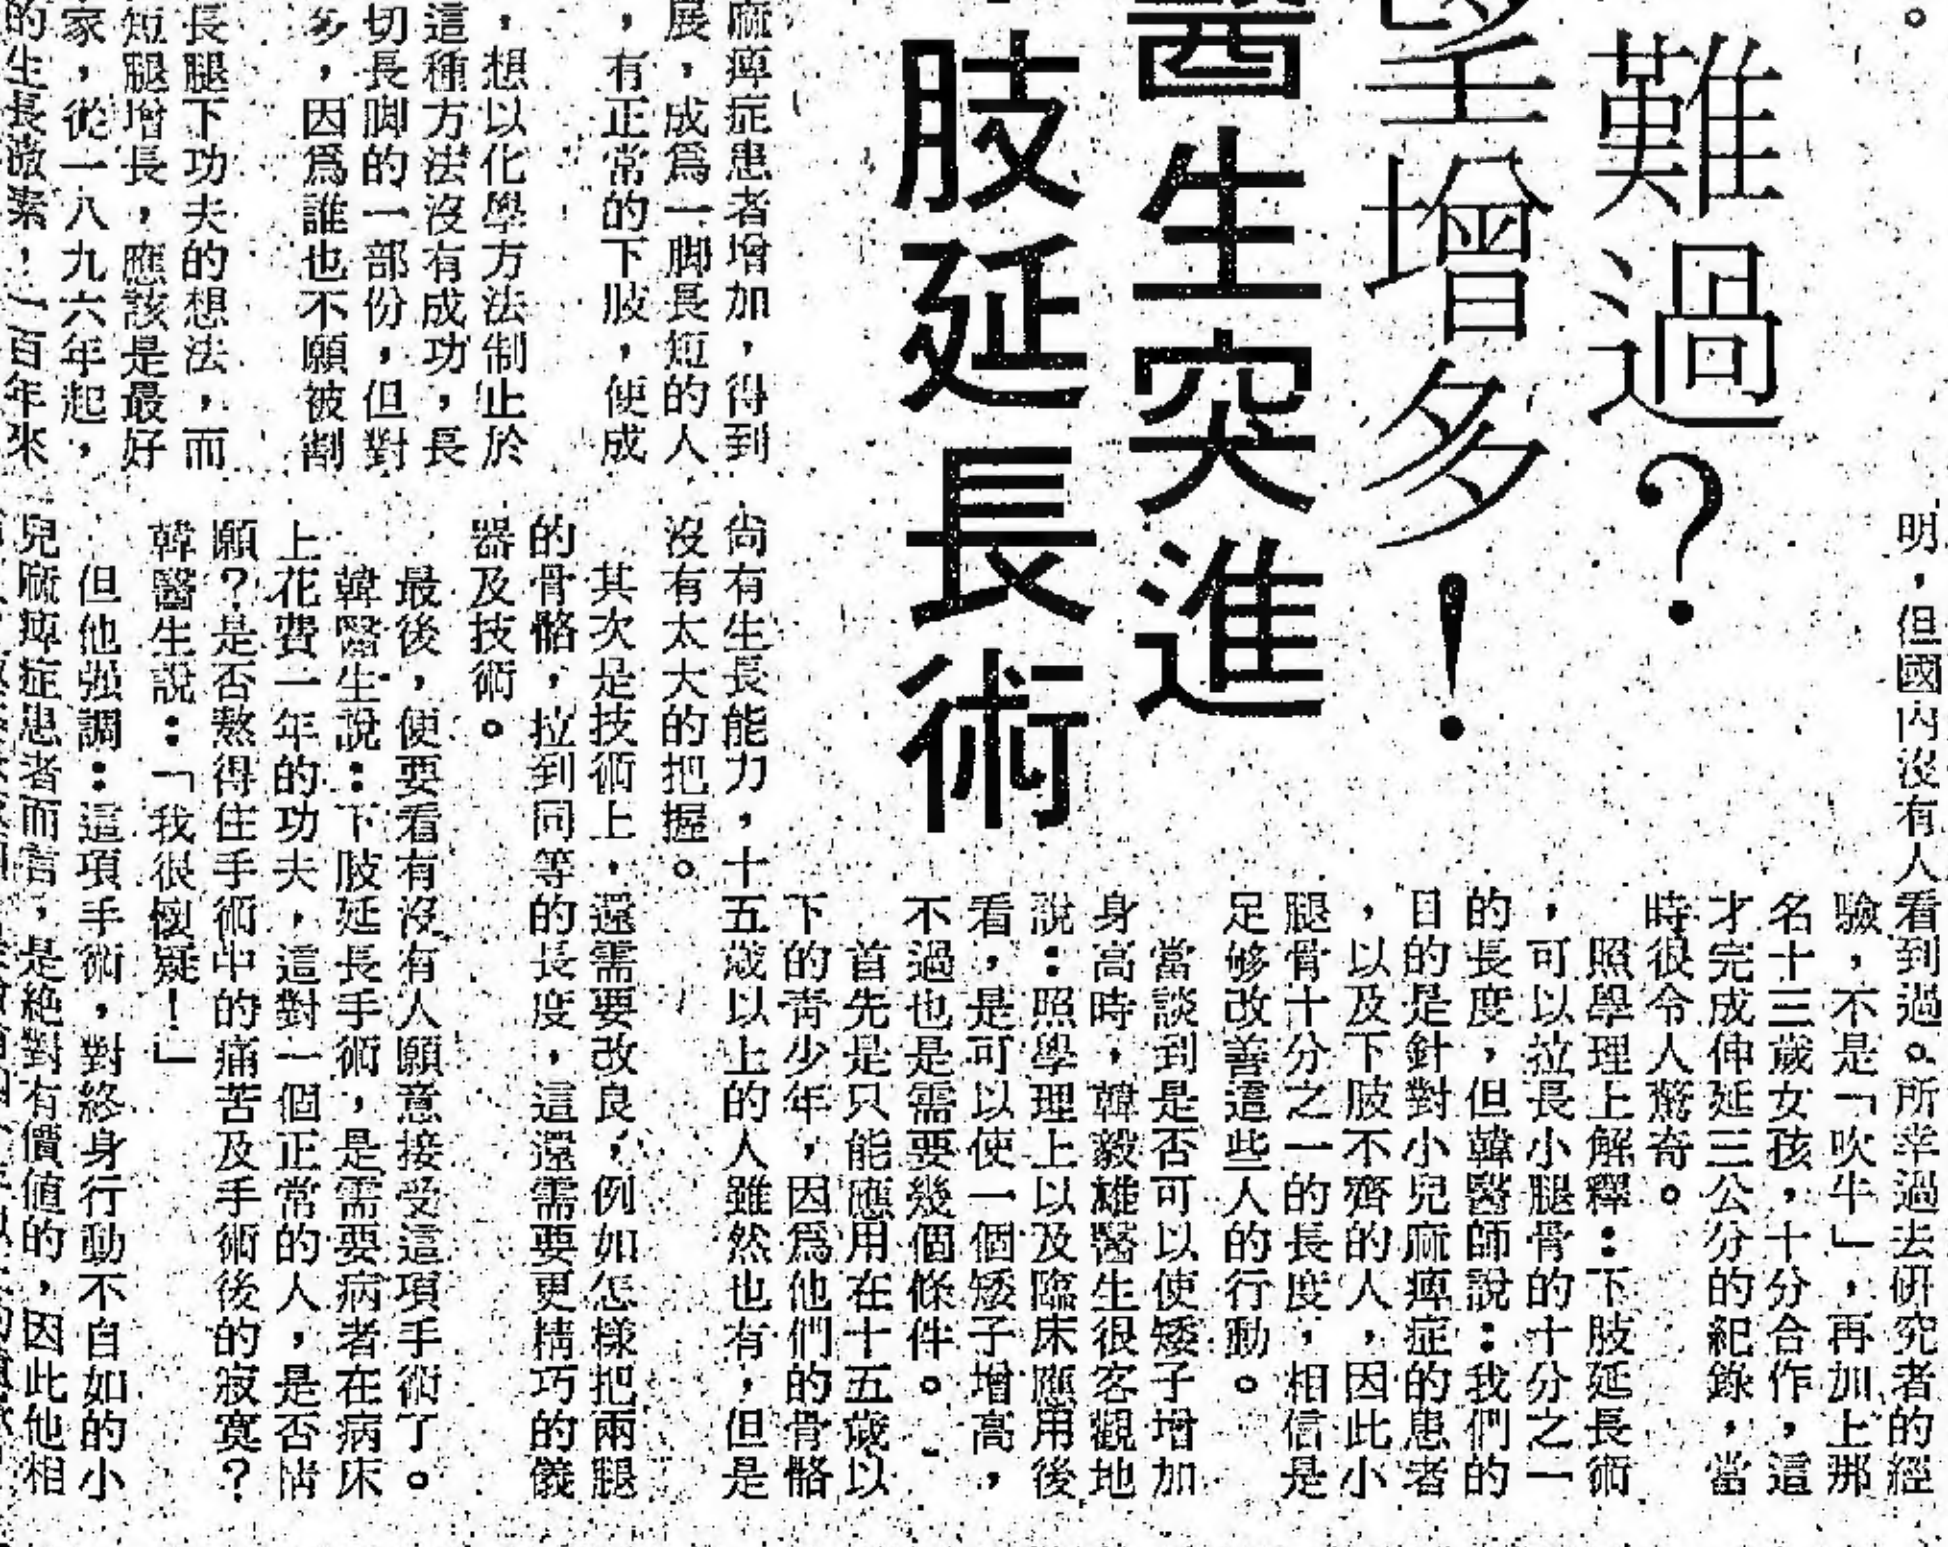 難過？
望增多！
醫生突進
肢延長術
。
痲痺症患者增加，得到
展，成爲一脚長短的人
，有正常的下肢，使成
，想以化學方法制止於
這種方法沒有成功，長
切長脚的一部份，但對
多，因爲誰也不願被割
長腿下功夫的想法，而
短腿增長，應該是最好
家，從一八九六年起，
的生長激素，一百年來
明，但國內沒有人看到過。所幸過去研究者的經
驗，不是「吹牛」，再加上那
名十三歲女孩，十分合作，這
才完成伸延三公分的紀錄，當
時很令人驚奇。
照學理上解釋：下肢延長術
，可以拉長小腿骨的十分之一
的長度，但韓醫師說：我們的
目的是針對小兒痲痺症的患者
，以及下肢不齊的人，因此小
腿骨十分之一的長度，相信是
足够改善這些人的行動。
當談到是否可以使矮子增加
身高時，韓毅雄醫生很客觀地
說：照學理上以及臨床應用後
看，是可以使一個矮子增高，
不過也是需要幾個條件。
首先是只能應用在十五歲以
下的青少年，因爲他們的骨骼
尚有生長能力，十五歲以上的人雖然也有，但是
沒有太大的把握。
其次是技術上，還需要改良，例如怎樣把兩腿
的骨骼，拉到同等的長度，這還需要更精巧的儀
器及技術。
最後，便要看有沒有人願意接受這項手術了。
韓醫生說：下肢延長手術，是需要病者在病床
上花費一年的功夫，這對一個正常的人，是否情
願？是否熬得住手術中的痛苦及手術後的寂寞？
韓醫生說：「我很懷疑！」
但他强調：這項手術，對終身行動不自如的小
兒痲痺症患者而言，是絕對有價值的，因此他相